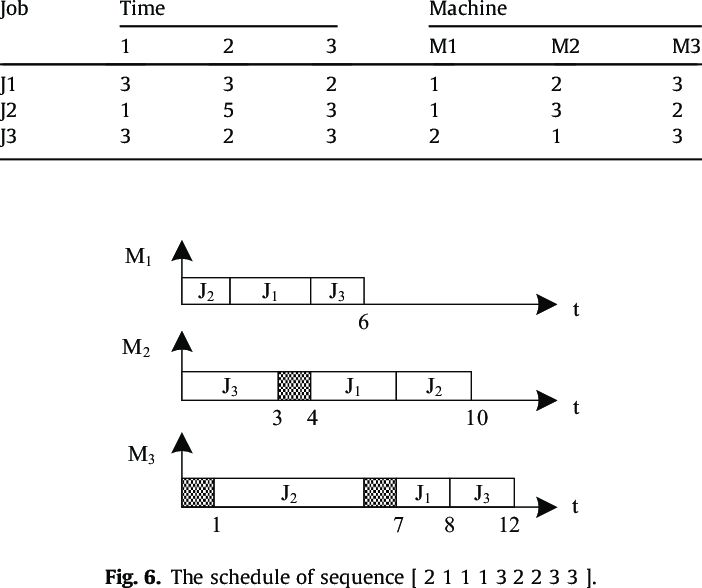 Job Time Machine
1 2 3 M1 M2 M3
J1 3 3 2 1 2 3
J2 1 5 3 1 3 2
J3 3 2 3 2 1 3
M1
J2 J1 J3
t
6
M2
J3 J1 J2
t
3 4 10
M3
J2 J1 J3
t
1 7 8 12
Fig. 6. The schedule of sequence [ 2 1 1 1 3 2 2 3 3 ].